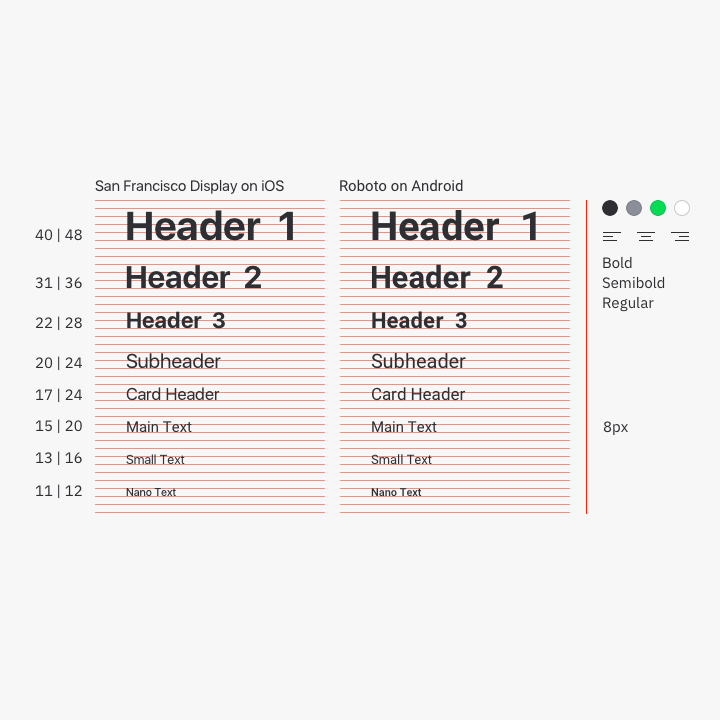 San Francisco Display on iOS
Roboto on Android
40 | 48
Header 1
Header 1
31 | 36
Header 2
Header 2
22 | 28
Header 3
Header 3
20 | 24
Subheader
Subheader
17 | 24
Card Header
Card Header
15 | 20
Main Text
Main Text
13 | 16
Small Text
Small Text
11 | 12
Nano Text
Nano Text
Bold
Semibold
Regular
8px